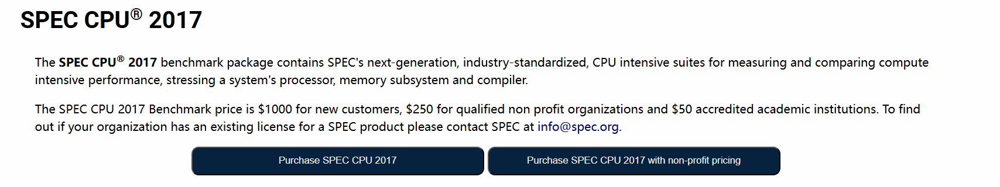 SPEC CPU® 2017
The SPEC CPU® 2017 benchmark package contains SPEC's next-generation, industry-standardized, CPU intensive suites for measuring and comparing compute
intensive performance, stressing a system's processor, memory subsystem and compiler.
The SPEC CPU 2017 Benchmark price is $1000 for new customers, $250 for qualified non profit organizations and $50 accredited academic institutions. To find
out if your organization has an existing license for a SPEC product please contact SPEC at info@spec.org.
Purchase SPEC CPU 2017
Purchase SPEC CPU 2017 with non-profit pricing